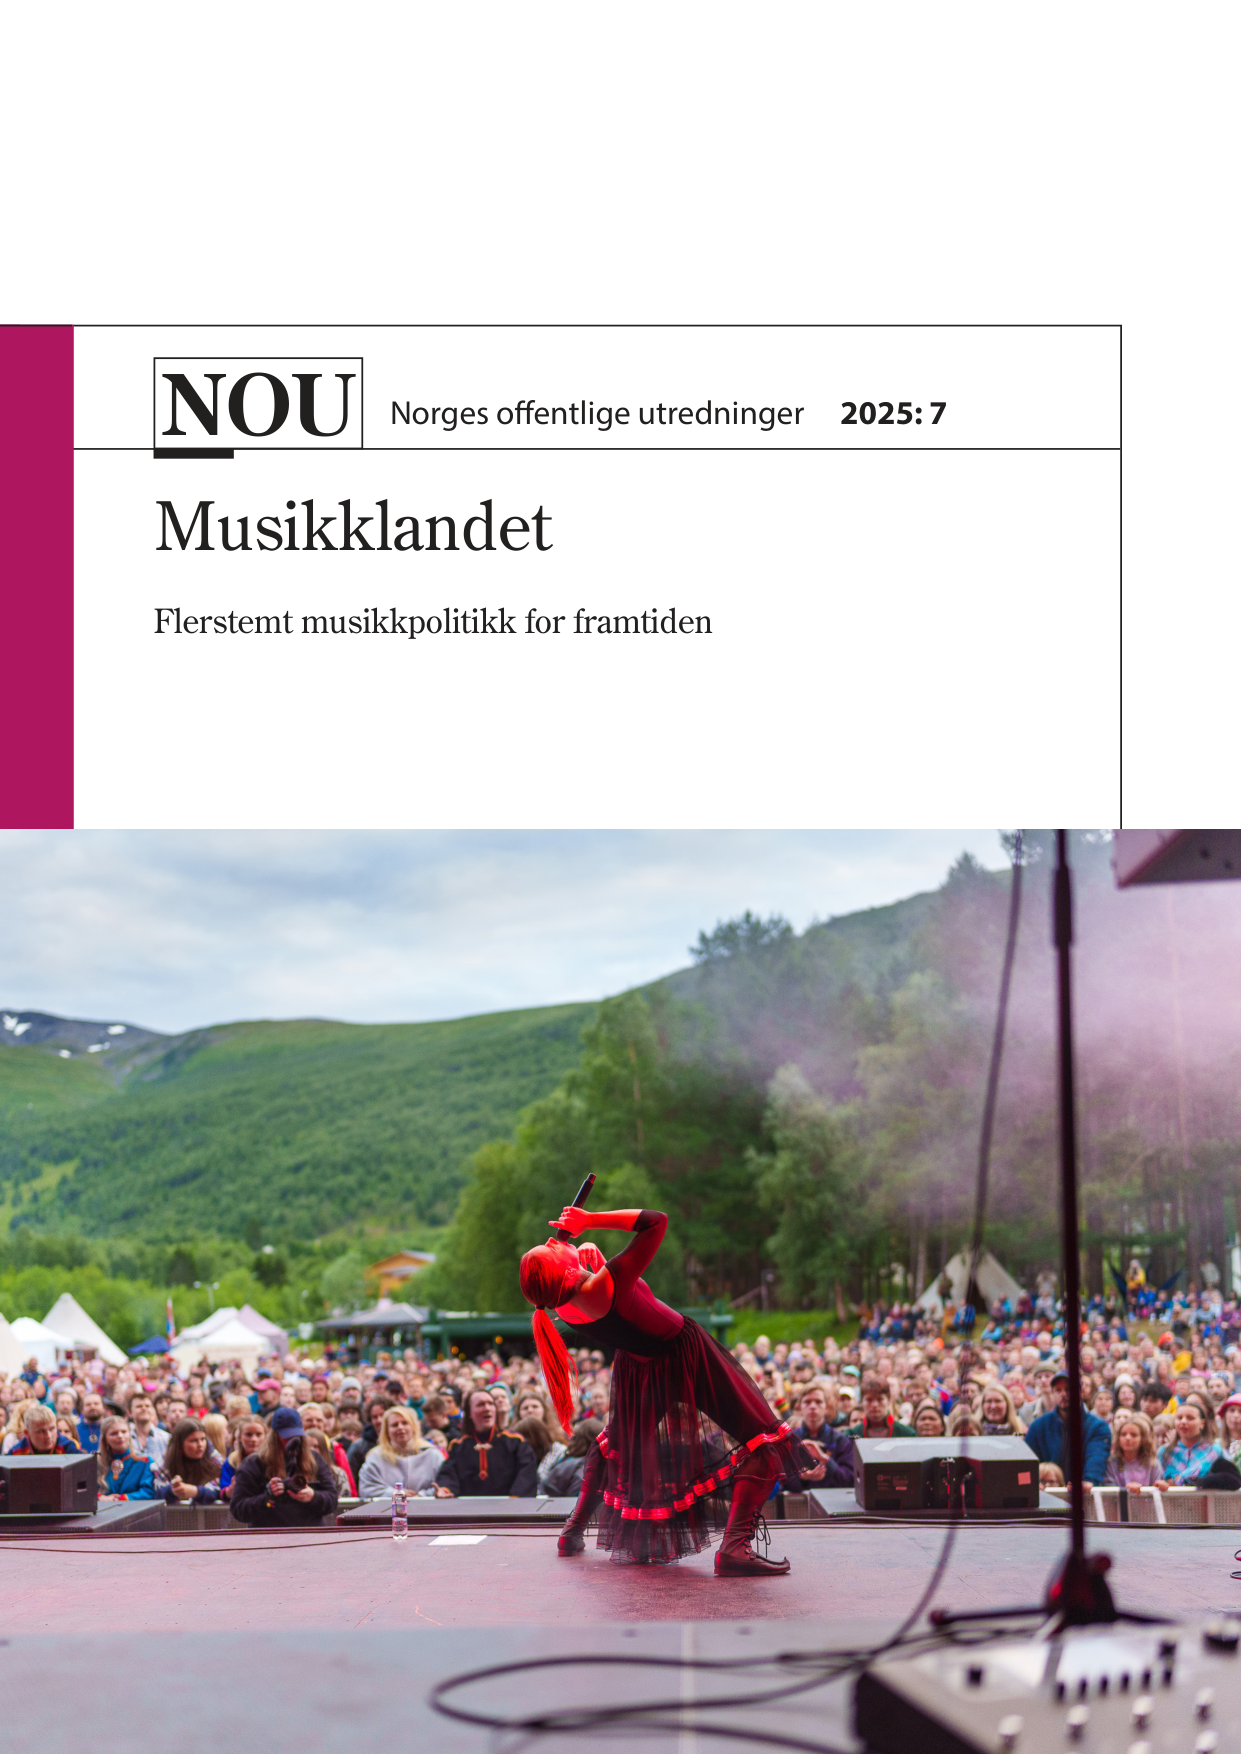 NOU Norges offentlige utredninger 2025: 7
Musikklandet
Flerstemt musikkpolitikk for framtiden